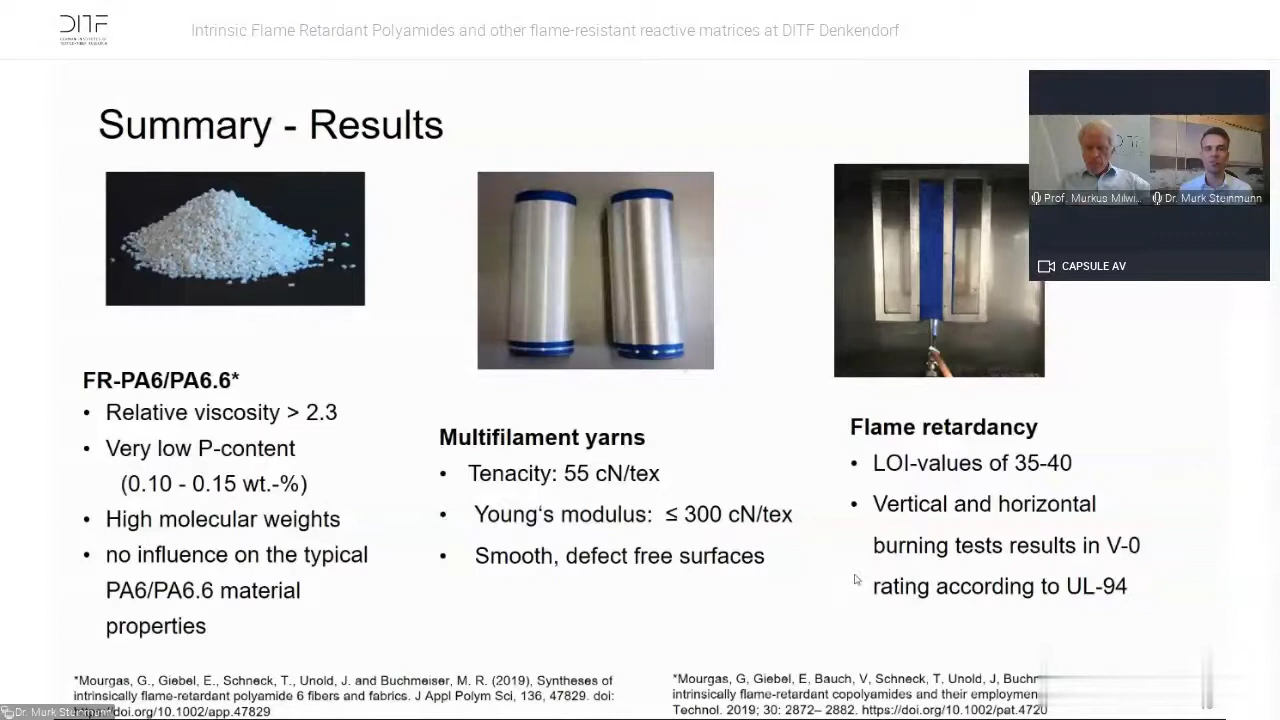 DITF
Intrinsic Flame Retardant Polyamides and other flame-resistant reactive matrices at DITF Denkendorf
Summary - Results
Prof. Markus Milwi...
Dr. Mark Steinmann
CAPSULE AV
FR-PA6/PA6.6*
• Relative viscosity > 2.3
• Very low P-content
(0.10 - 0.15 wt.-%)
• High molecular weights
• no influence on the typical
PA6/PA6.6 material
properties
Multifilament yarns
• Tenacity: 55 cN/tex
• Young‘s modulus: ≤ 300 cN/tex
• Smooth, defect free surfaces
Flame retardancy
• LOI-values of 35-40
• Vertical and horizontal
burning tests results in V-0
rating according to UL-94
*Mourgas, G., Giebel, E., Schneck, T., Unold, J. and Buchmeiser, M. R. (2019), Syntheses of
intrinsically flame-retardant polyamide 6 fibers and fabrics. J Appl Polym Sci, 136, 47829. doi:
doi.org/10.1002/app.47829
*Mourgas, G, Giebel, E, Bauch, V, Schneck, T, Unold, J, Buchr
intrinsically flame-retardant copolyamides and their employmen
Technol. 2019; 30: 2872– 2882. https://doi.org/10.1002/pat.4720
Dr. Mark Steinmann